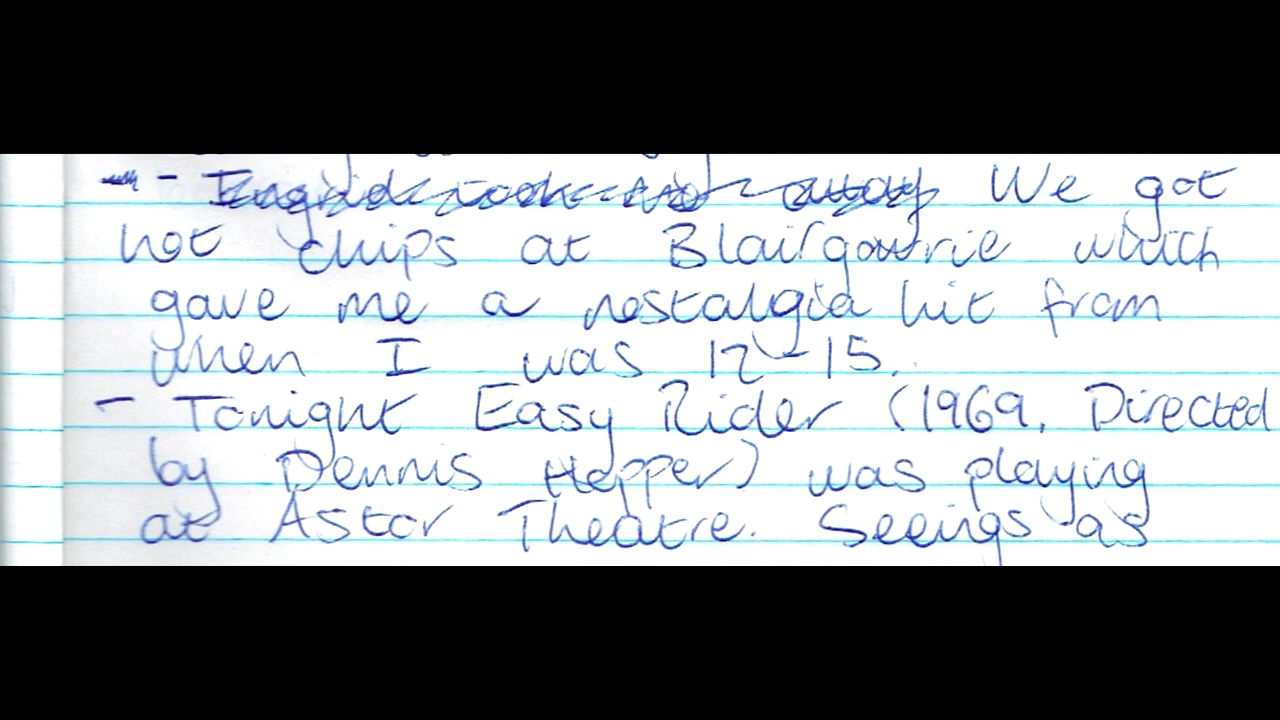 - We got
hot chips at Blairgowrie which
gave me a nostalgia hit from
when I was 12-15.
- Tonight Easy Rider (1969, Directed
by Dennis Hopper) was playing
at Astor Theatre. Seeings as